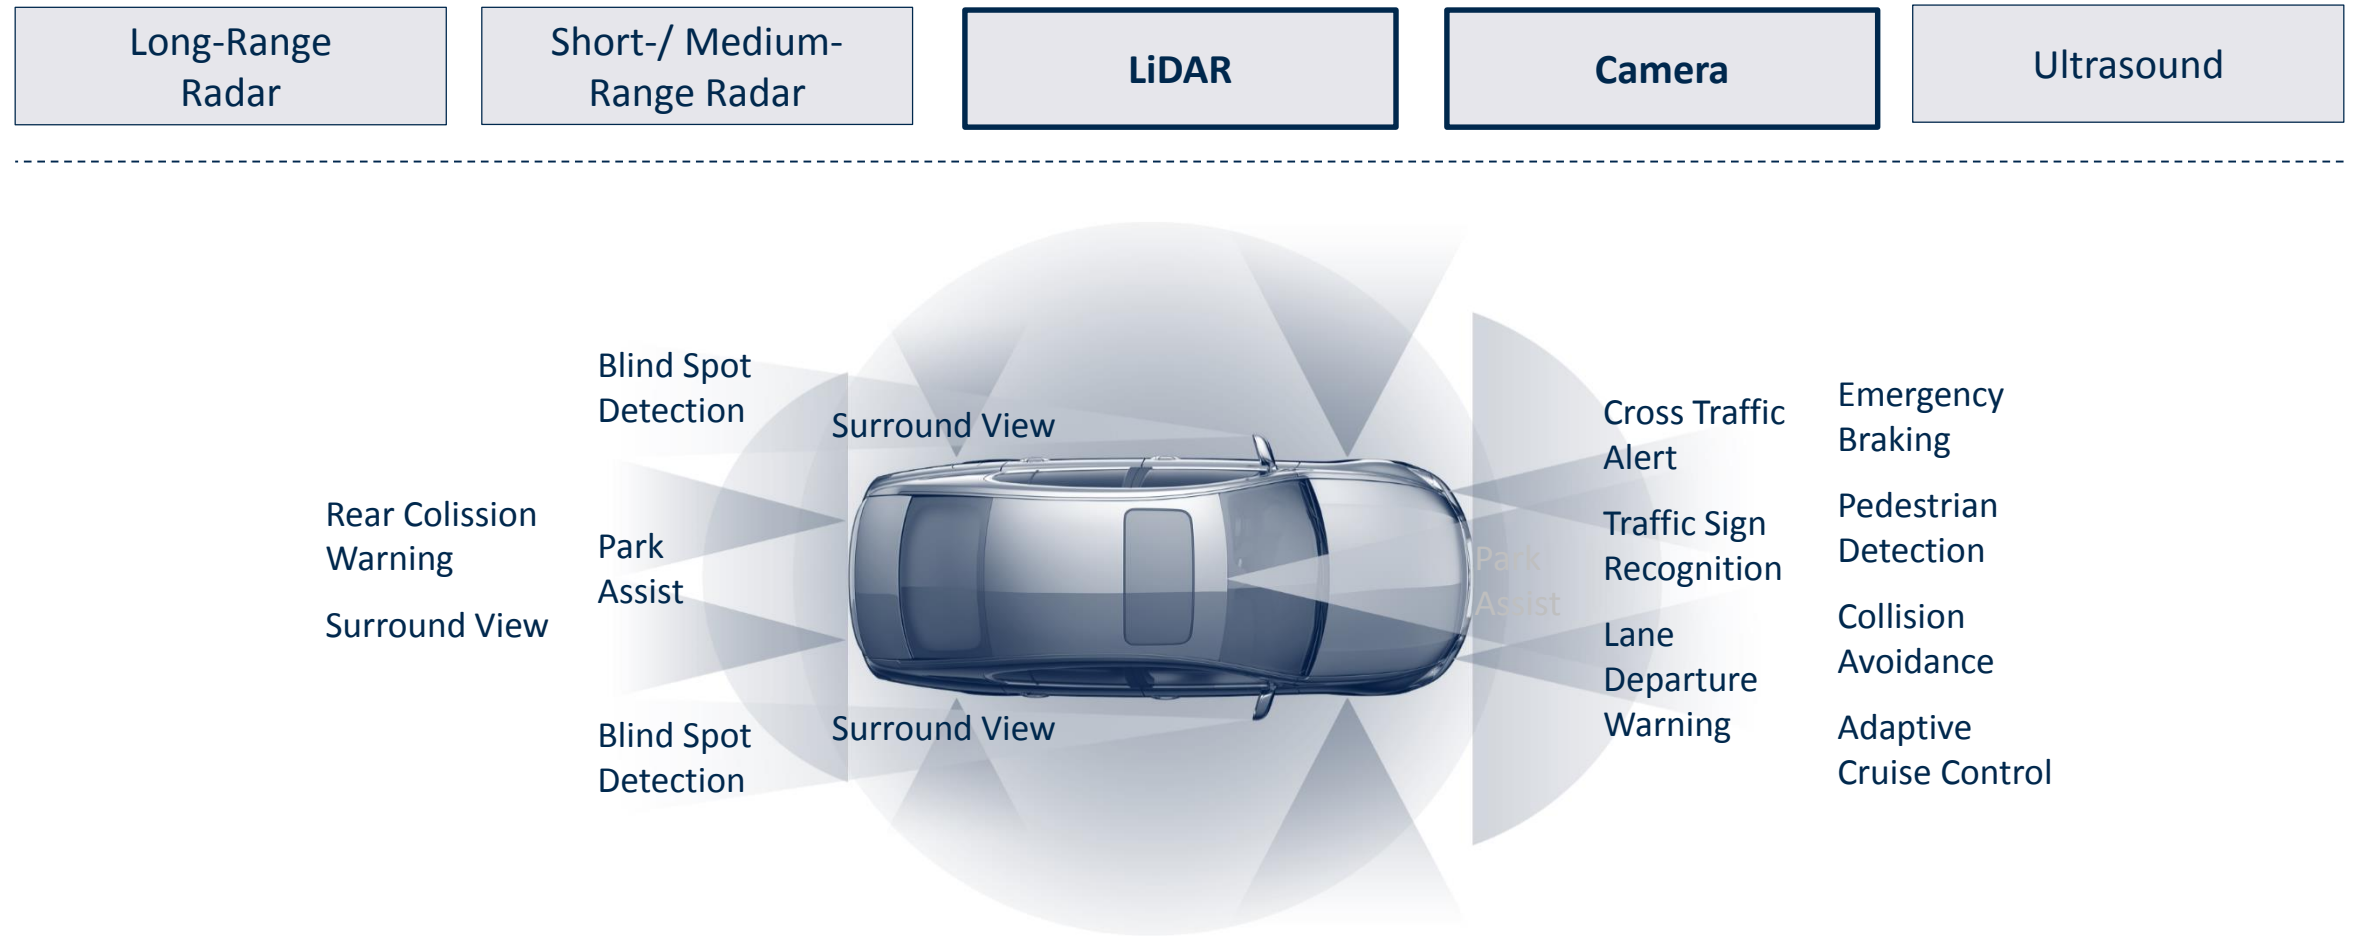 Long-Range
Radar
Short-/ Medium-
Range Radar
LiDAR
Camera
Ultrasound
Blind Spot
Detection
Surround View
Rear Colission
Warning
Surround View
Park
Assist
Blind Spot
Detection
Surround View
Park
Assist
Cross Traffic
Alert
Traffic Sign
Recognition
Lane
Departure
Warning
Emergency
Braking
Pedestrian
Detection
Collision
Avoidance
Adaptive
Cruise Control